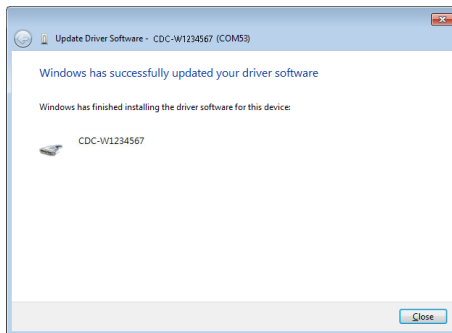 Update Driver Software - CDC-W1234567 (COM53)
Windows has successfully updated your driver software
Windows has finished installing the driver software for this device:
CDC-W1234567
Close